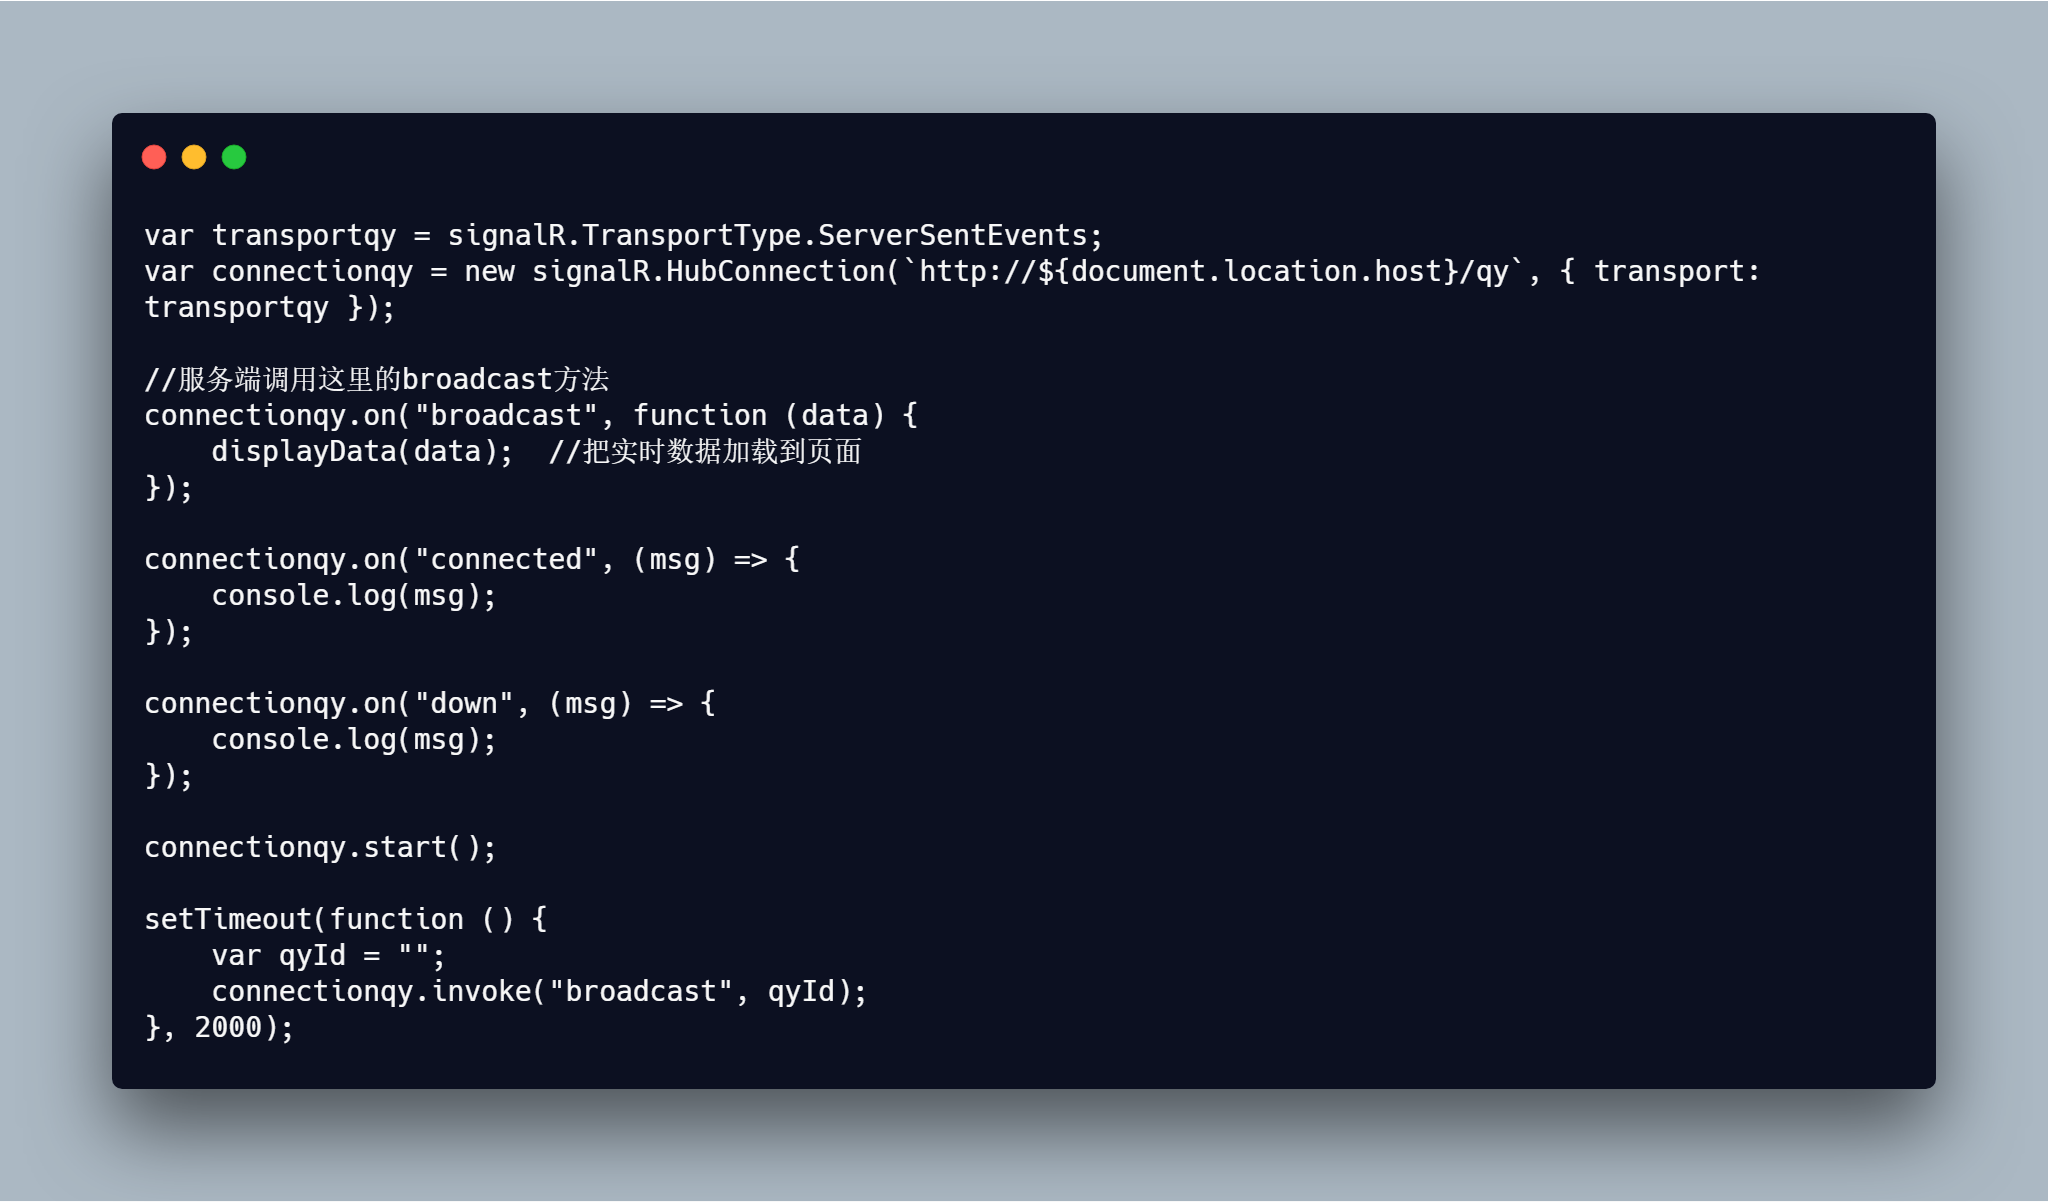 var transportqy = signalR.TransportType.ServerSentEvents;
var connectionqy = new signalR.HubConnection(`http://${document.location.host}/qy`, { transport:
transportqy });

//服务端调用这里的broadcast方法
connectionqy.on("broadcast", function (data) {
    displayData(data);  //把实时数据加载到页面
});

connectionqy.on("connected", (msg) => {
    console.log(msg);
});

connectionqy.on("down", (msg) => {
    console.log(msg);
});

connectionqy.start();

setTimeout(function () {
    var qyId = "";
    connectionqy.invoke("broadcast", qyId);
}, 2000);